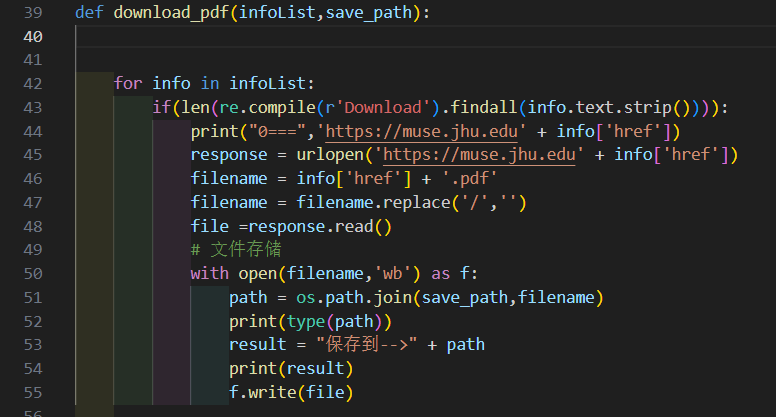 39 def download_pdf(infoList,save_path):
40
41
42     for info in infoList:
43         if(len(re.compile(r'Download').findall(info.text.strip()))):
44             print("0===",'https://muse.jhu.edu' + info['href'])
45             response = urlopen('https://muse.jhu.edu' + info['href'])
46             filename = info['href'] + '.pdf'
47             filename = filename.replace('/','')
48             file =response.read()
49             # 文件存储
50             with open(filename,'wb') as f:
51                 path = os.path.join(save_path,filename)
52                 print(type(path))
53                 result = "保存到-->" + path
54                 print(result)
55                 f.write(file)
56